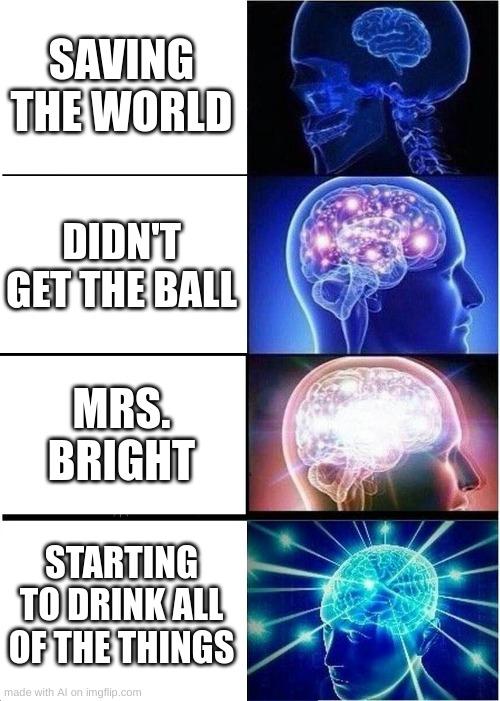 SAVING
THE WORLD
DIDN'T
GET THE BALL
MRS.
BRIGHT
STARTING
TO DRINK ALL
OF THE THINGS
made with AI on imgflip.com